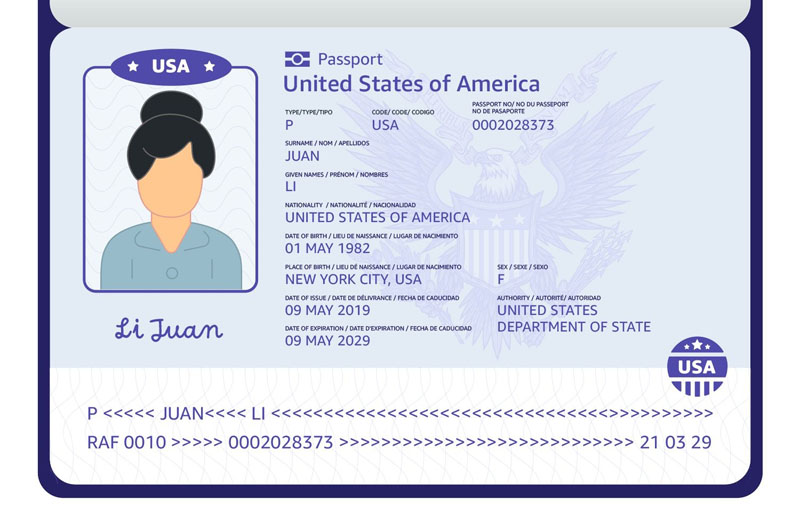 USA
Passport
United States of America
TYPE/TYPE/TIPO CODE/ CODE/ CODIGO PASSPORT NO/ NO DU PASSEPORT
NO DE PASAPORTE
P USA 0002028373
SURNAME / NOM / APELLIDOS
JUAN
GIVEN NAMES / PRÉNOM / NOMBRES
LI
NATIONALITY / NATIONALITÉ / NACIONALIDAD
UNITED STATES OF AMERICA
DATE OF BIRTH / LIEU DE NAISSANCE / LUGAR DE NACIMIENTO
01 MAY 1982
PLACE OF BIRTH / LIEU DE NAISSANCE / LUGAR DE NACIMIENTO SEX / SEXE / SEXO
NEW YORK CITY, USA F
DATE OF ISSUE / DATE DE DÉLIVRANCE / FECHA DE CADUCIDAD AUTHORITY / AUTORITÉ/ AUTORIDAD
09 MAY 2019 UNITED STATES
DEPARTMENT OF STATE
DATE OF EXPIRATION / DATE D'EXPIRATION / FECHA DE CADUCIDAD
09 MAY 2029
Li Juan
USA
P <<<<< JUAN<<<< LI <<<<<<<<<<<<<<<<<<<<<<<<<<<<<<>>>>>>>>>
RAF 0010 >>>>> 0002028373 >>>>>>>>>>>>>>>>>>>>>>>>>>>> 21 03 29